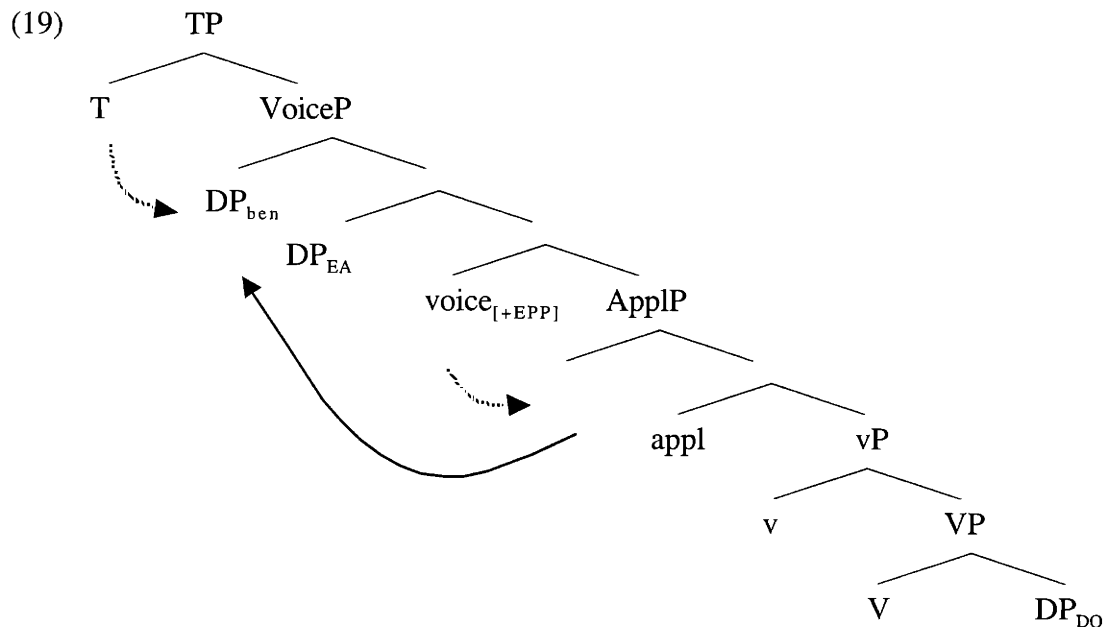 (19) TP
T VoiceP
DP_ben
DP_EA
voice_[+EPP] ApplP
appl vP
v VP
V DP_DO